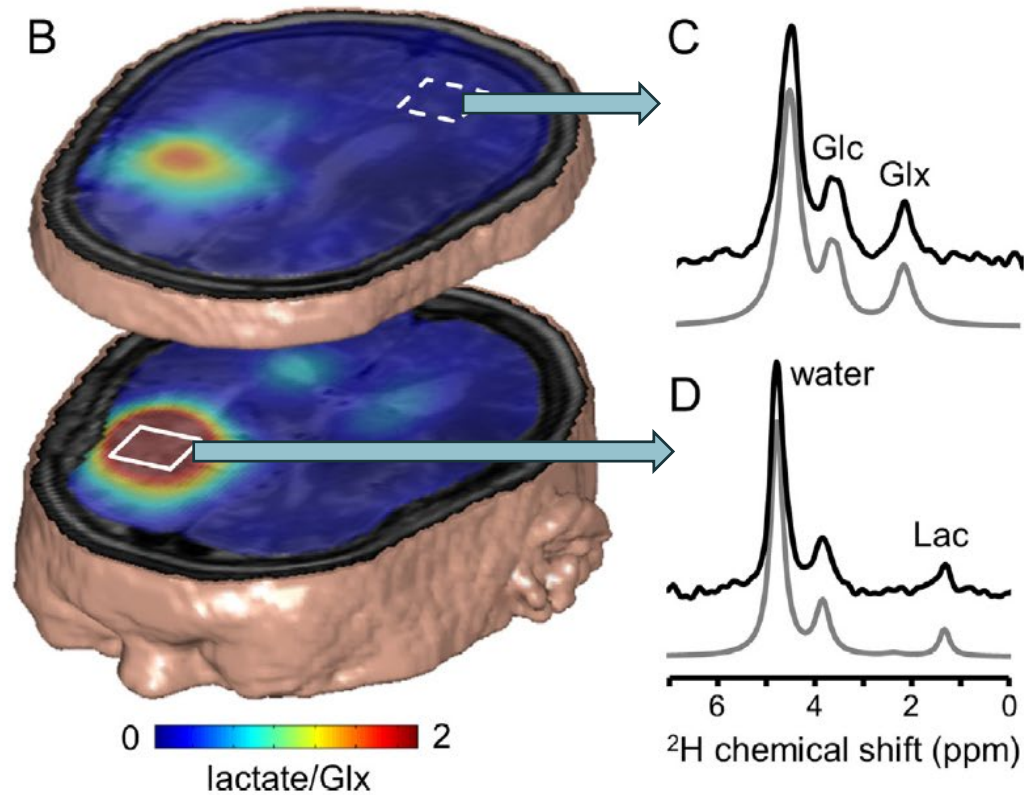 B
C
Glc
Glx
D
water
Lac
6 4 2 0
²H chemical shift (ppm)
0 2
lactate/Glx